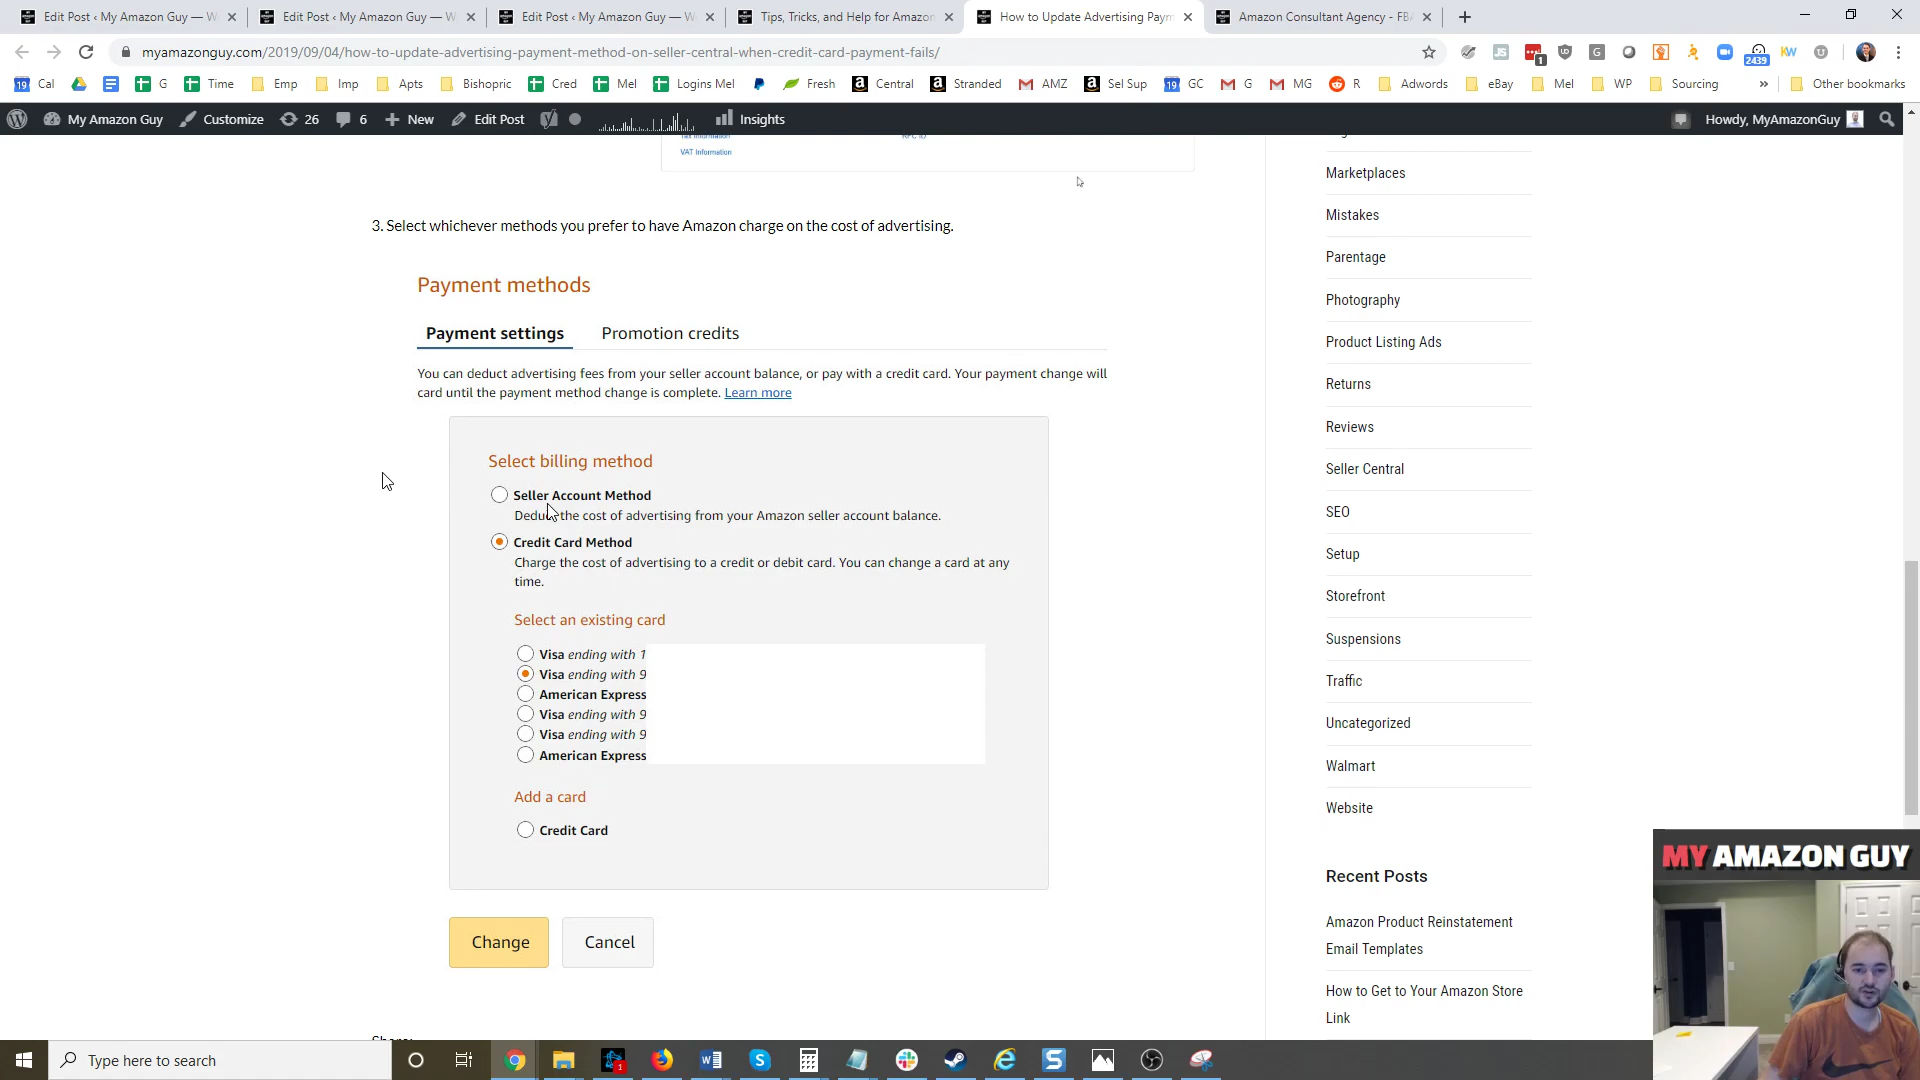 Edit Post ‹ My Amazon Guy — W
Edit Post ‹ My Amazon Guy — W
Edit Post ‹ My Amazon Guy — W
Tips, Tricks, and Help for Amazon
How to Update Advertising Paym
Amazon Consultant Agency - FBA
myamazonguy.com/2019/09/04/how-to-update-advertising-payment-method-on-seller-central-when-credit-card-payment-fails/
1
2439
KW
Cal
G
Time
Emp
Imp
Apts
Bishopric
Cred
Mel
Logins Mel
Fresh
Central
Stranded
AMZ
Sel Sup
GC
G
MG
R
Adwords
eBay
Mel
WP
Sourcing
»
Other bookmarks
My Amazon Guy
Customize
26
6
New
Edit Post
Insights
Howdy, MyAmazonGuy
VAT Information
3. Select whichever methods you prefer to have Amazon charge on the cost of advertising.
Payment methods
Payment settings
Promotion credits
You can deduct advertising fees from your seller account balance, or pay with a credit card. Your payment change will
card until the payment method change is complete. Learn more
Select billing method
Seller Account Method
Deduct the cost of advertising from your Amazon seller account balance.
Credit Card Method
Charge the cost of advertising to a credit or debit card. You can change a card at any
time.
Select an existing card
Visa ending with 1
Visa ending with 9
American Express
Visa ending with 9
Visa ending with 9
American Express
Add a card
Credit Card
Change
Cancel
Marketplaces
Mistakes
Parentage
Photography
Product Listing Ads
Returns
Reviews
Seller Central
SEO
Setup
Storefront
Suspensions
Traffic
Uncategorized
Walmart
Website
Recent Posts
Amazon Product Reinstatement
Email Templates
How to Get to Your Amazon Store
Link
MY AMAZON GUY
Type here to search